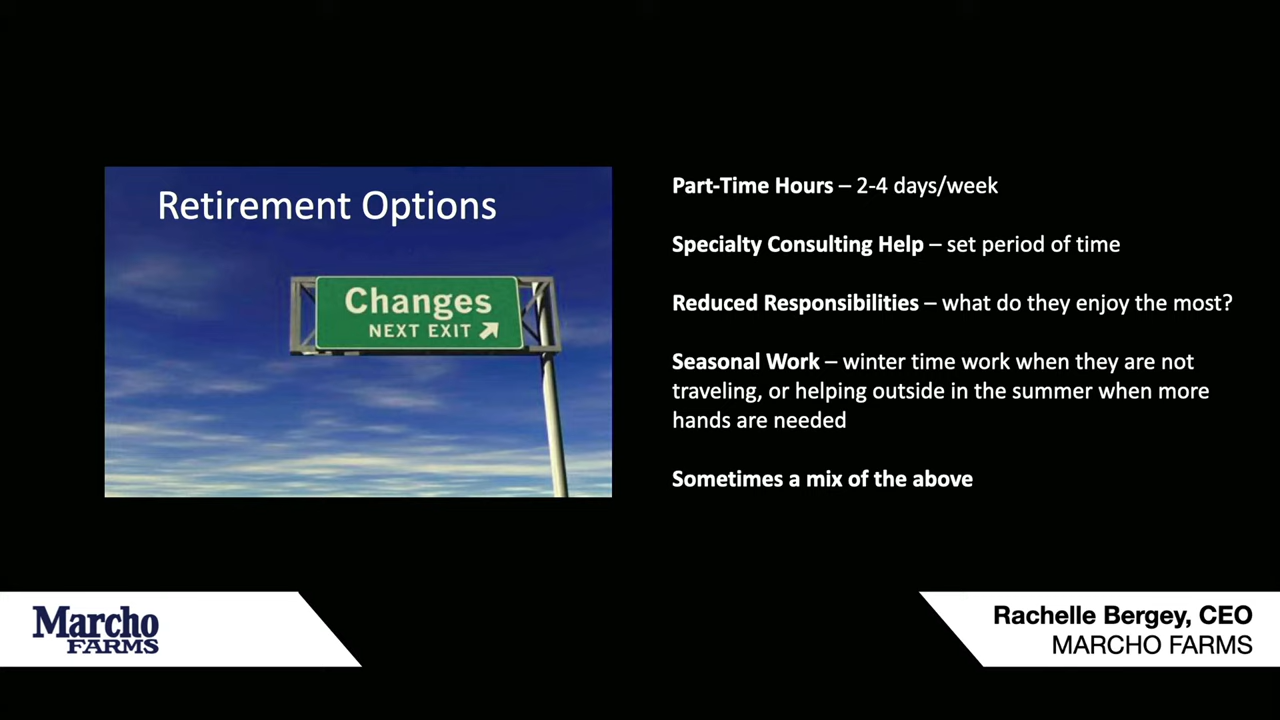 Retirement Options
Changes
NEXT EXIT
Part-Time Hours – 2-4 days/week
Specialty Consulting Help – set period of time
Reduced Responsibilities – what do they enjoy the most?
Seasonal Work – winter time work when they are not
traveling, or helping outside in the summer when more
hands are needed
Sometimes a mix of the above
Marcho
FARMS
Rachelle Bergey, CEO
MARCHO FARMS